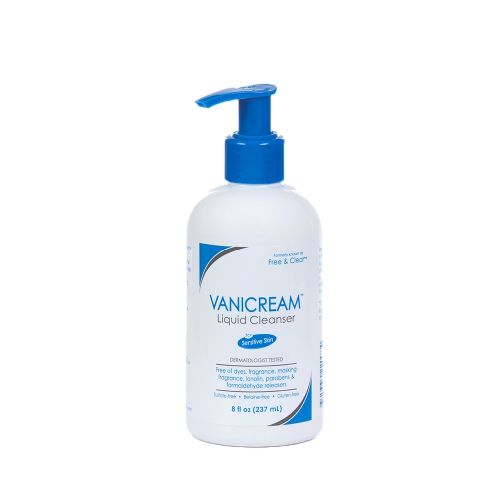 Formerly known as
Free & Clear™
VANICREAM™
Liquid Cleanser
for
Sensitive Skin
DERMATOLOGIST TESTED
Free of dyes, fragrance, masking
fragrance, lanolin, parabens &
formaldehyde releasers
Sulfate-free • Betaine-free • Gluten-free
8 fl oz (237 mL)